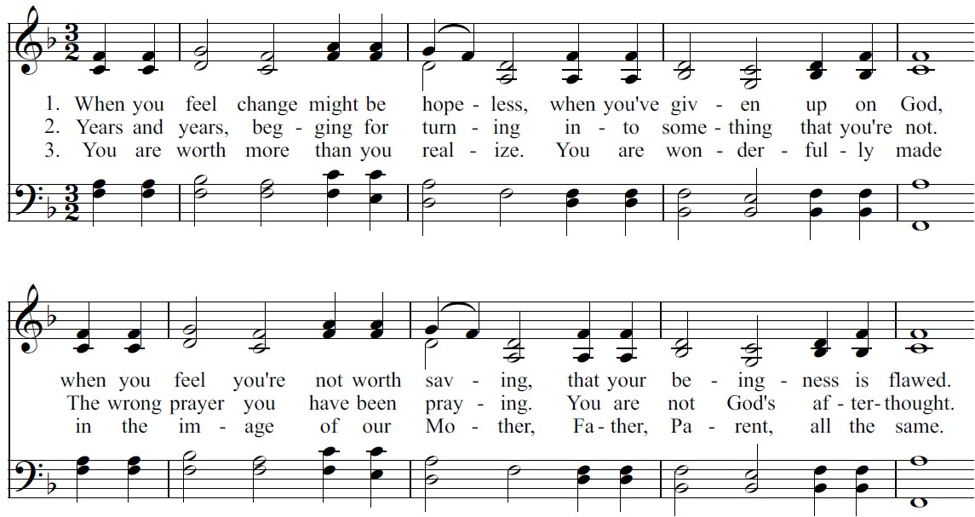 3
2
1. When you feel change might be hope - less, when you've giv - en up on God,
2. Years and years, beg - ging for turn - ing in - to some - thing that you're not.
3. You are worth more than you real - ize. You are won - der - ful - ly made
3
2
when you feel you're not worth sav - ing, that your be - ing - ness is flawed.
The wrong prayer you have been pray - ing. You are not God's af - ter - thought.
in the im - age of our Mo - ther, Fa - ther, Pa - rent, all the same.